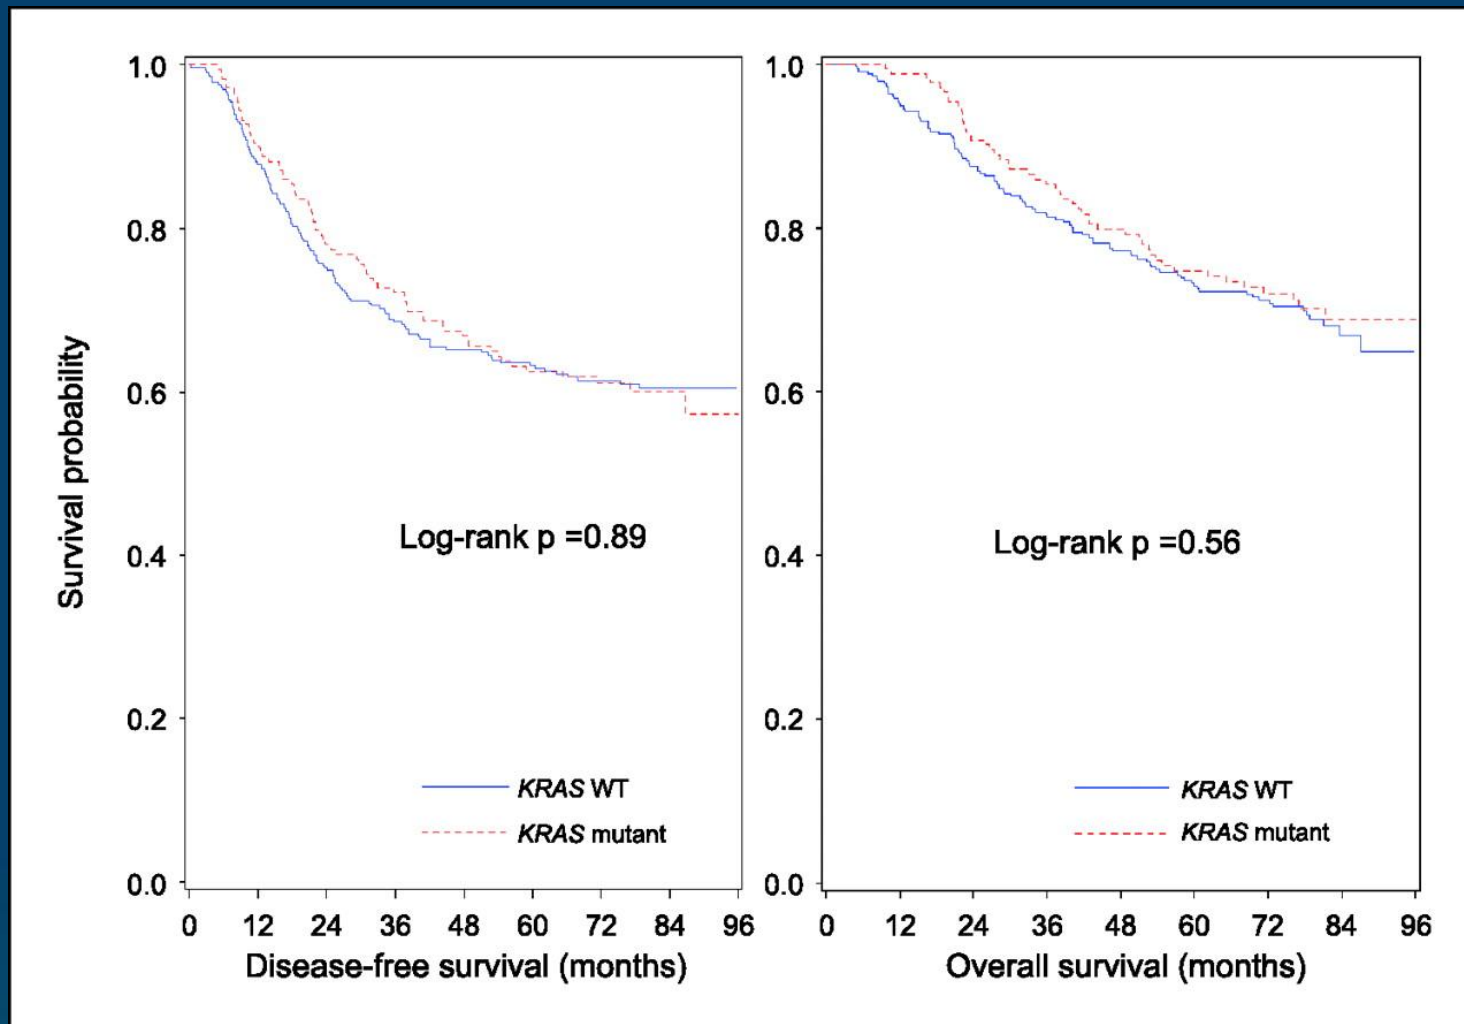 Survival probability
1.0
0.8
0.6
0.4
0.2
0.0
Log-rank p =0.89
KRAS WT
KRAS mutant
0 12 24 36 48 60 72 84 96
Disease-free survival (months)
1.0
0.8
0.6
0.4
0.2
0.0
Log-rank p =0.56
KRAS WT
KRAS mutant
0 12 24 36 48 60 72 84 96
Overall survival (months)